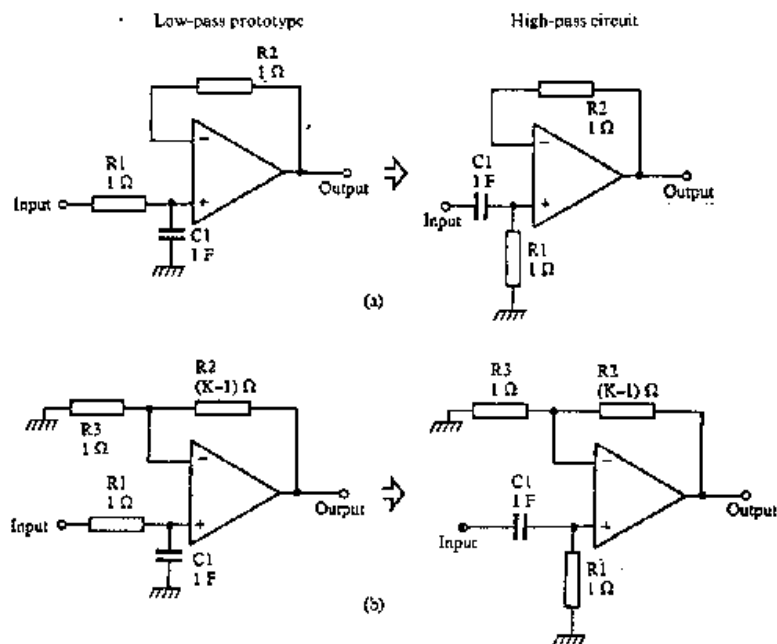 Low-pass prototype
High-pass circuit
R2
1 Ω
R1
1 Ω
Input
C1
1 F
Output
−
+
R2
1 Ω
C1
1 F
Input
R1
1 Ω
Output
−
+
(a)
R2
(K–1) Ω
R3
1 Ω
R1
1 Ω
Input
C1
1 F
Output
−
+
R3
1 Ω
R2
(K–1) Ω
C1
1 F
Input
R1
1 Ω
Output
−
+
(b)